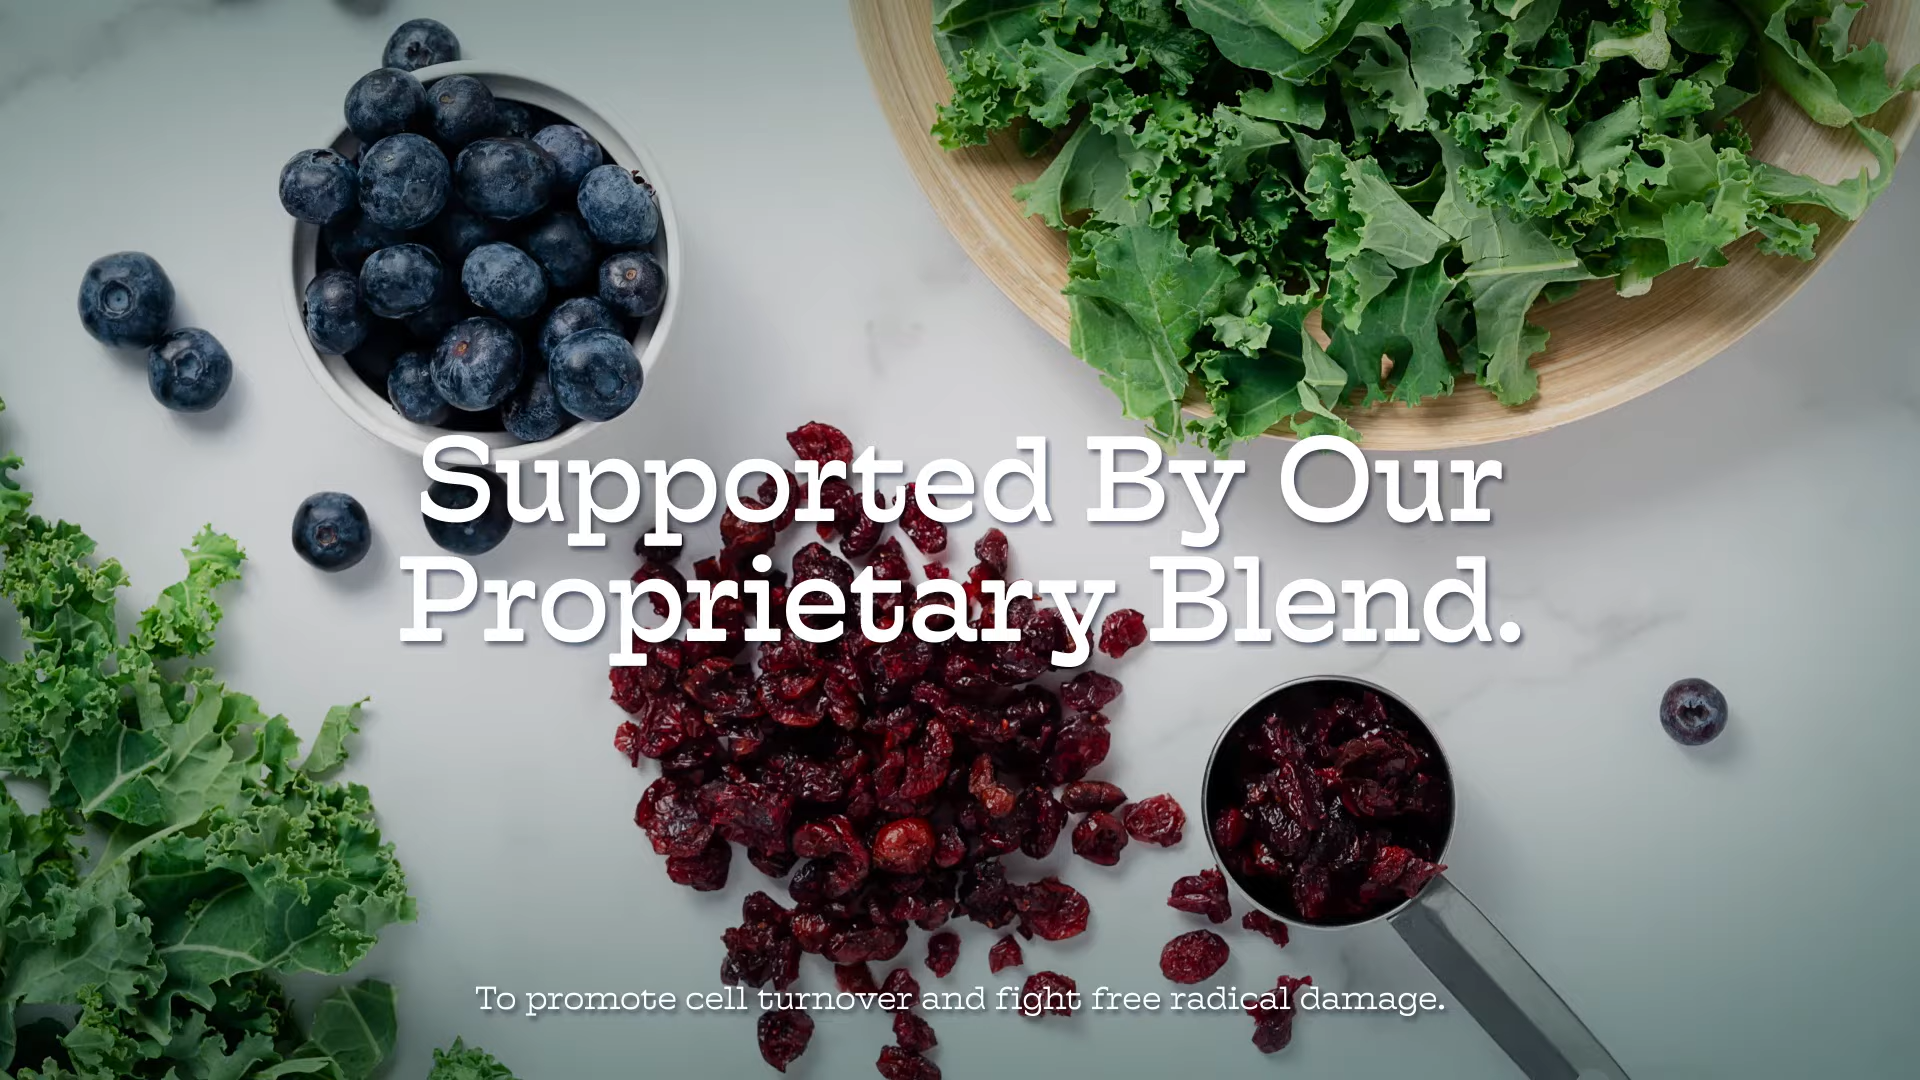 Supported By Our
Proprietary Blend.
To promote cell turnover and fight free radical damage.